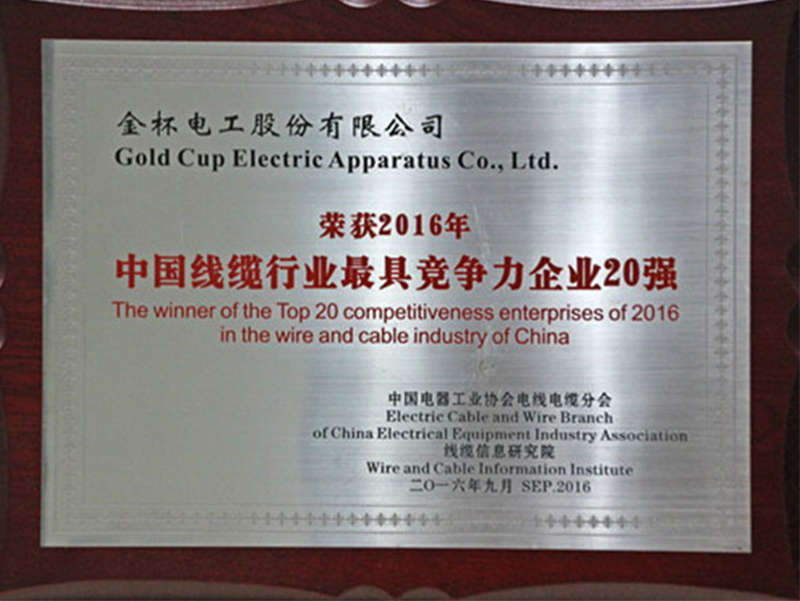 金杯电工股份有限公司
Gold Cup Electric Apparatus Co., Ltd.
荣获2016年
中国线缆行业最具竞争力企业20强
The winner of the Top 20 competitiveness enterprises of 2016
in the wire and cable industry of China
中国电器工业协会电线电缆分会
Electric Cable and Wire Branch
of China Electrical Equipment Industry Association
线缆信息研究院
Wire and Cable Information Institute
二〇一六年九月 SEP.2016